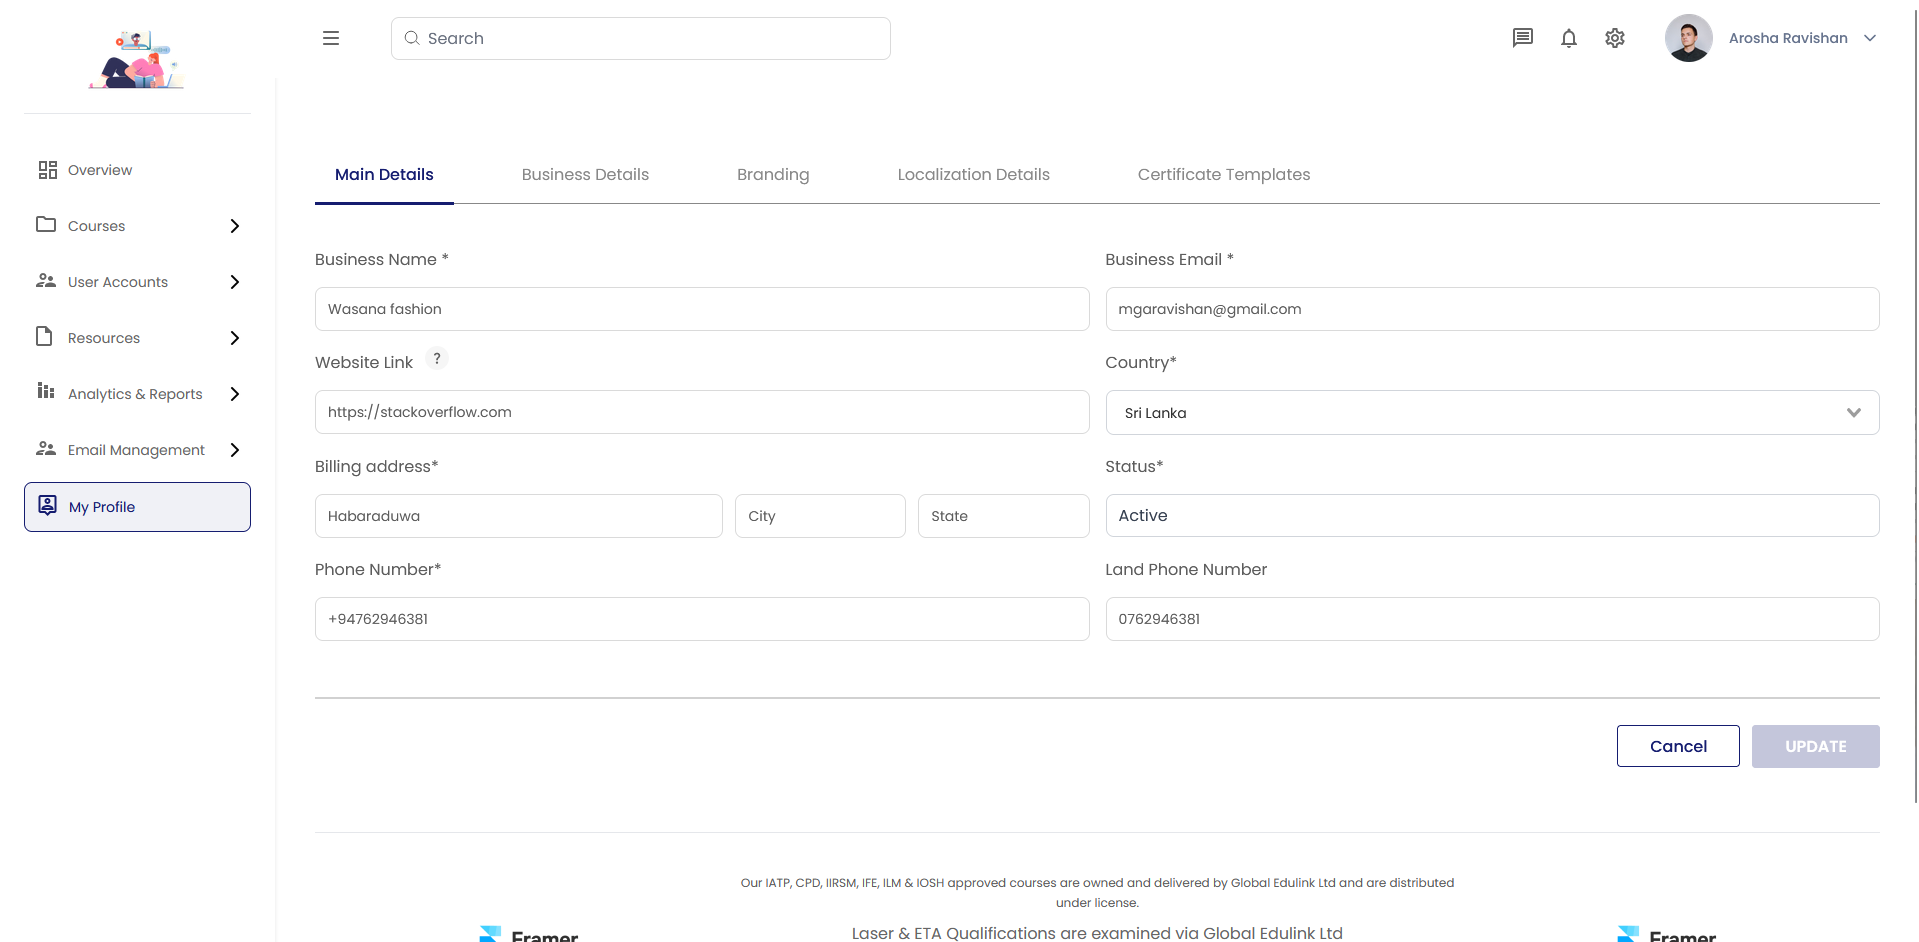 Search
Arosha Ravishan
Overview
Courses
User Accounts
Resources
Analytics & Reports
Email Management
My Profile
Main Details
Business Details
Branding
Localization Details
Certificate Templates
Business Name *
Business Email *
Wasana fashion
mgaravishan@gmail.com
Website Link ?
Country*
https://stackoverflow.com
Sri Lanka
Billing address*
Status*
Habaraduwa
City
State
Active
Phone Number*
Land Phone Number
+94762946381
0762946381
Cancel
UPDATE
Our IATP, CPD, IIRSM, IFE, ILM & IOSH approved courses are owned and delivered by Global Edulink Ltd and are distributed
under license.
Laser & ETA Qualifications are examined via Global Edulink Ltd
Framer
Framer